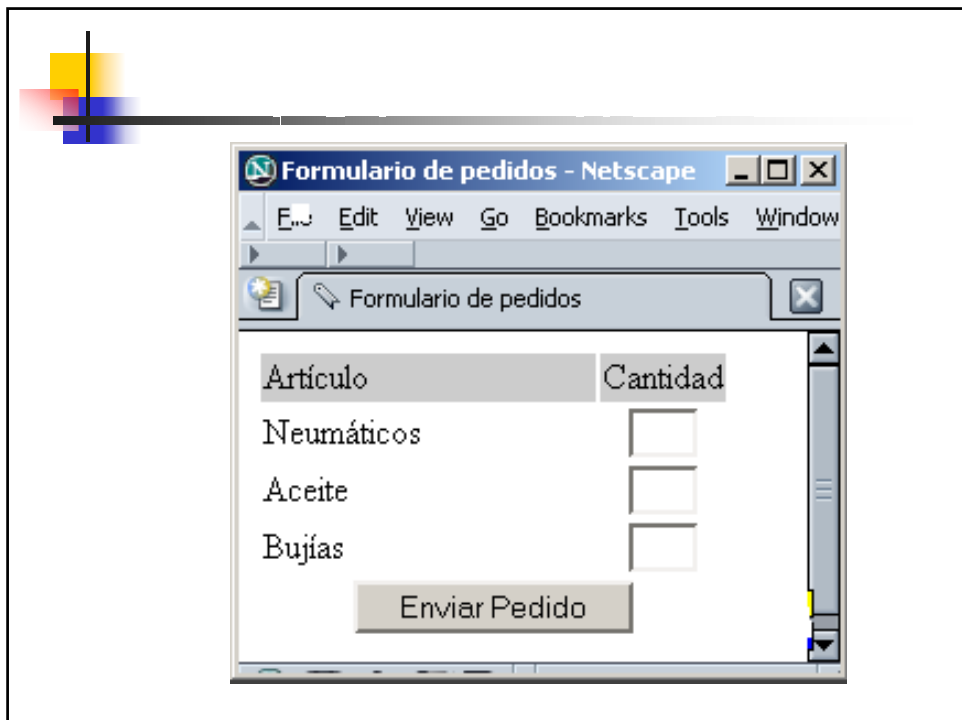 Formulario de pedidos - Netscape
Edit View Go Bookmarks Tools Window
Formulario de pedidos
Artículo Cantidad
Neumáticos
Aceite
Bujías
Enviar Pedido